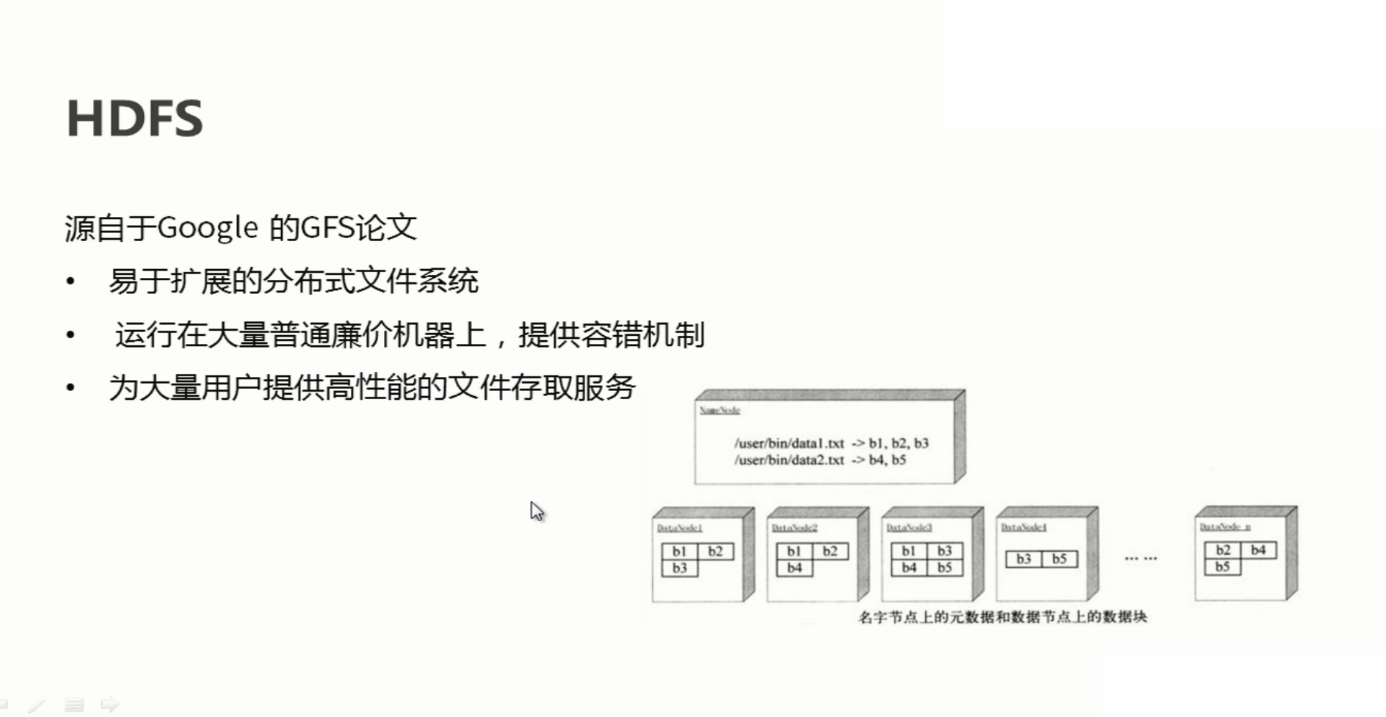 HDFS
源自于Google 的GFS论文
• 易于扩展的分布式文件系统
• 运行在大量普通廉价机器上，提供容错机制
• 为大量用户提供高性能的文件存取服务
NameNode
/user/bin/data1.txt -> b1, b2, b3
/user/bin/data2.txt -> b4, b5
DataNode1 DataNode2 DataNode3 DataNode4 DataNode n
b1 b2 b1 b2 b1 b3 b3 b5 … … b2 b4
b3 b4 b4 b5 b5
名字节点上的元数据和数据节点上的数据块